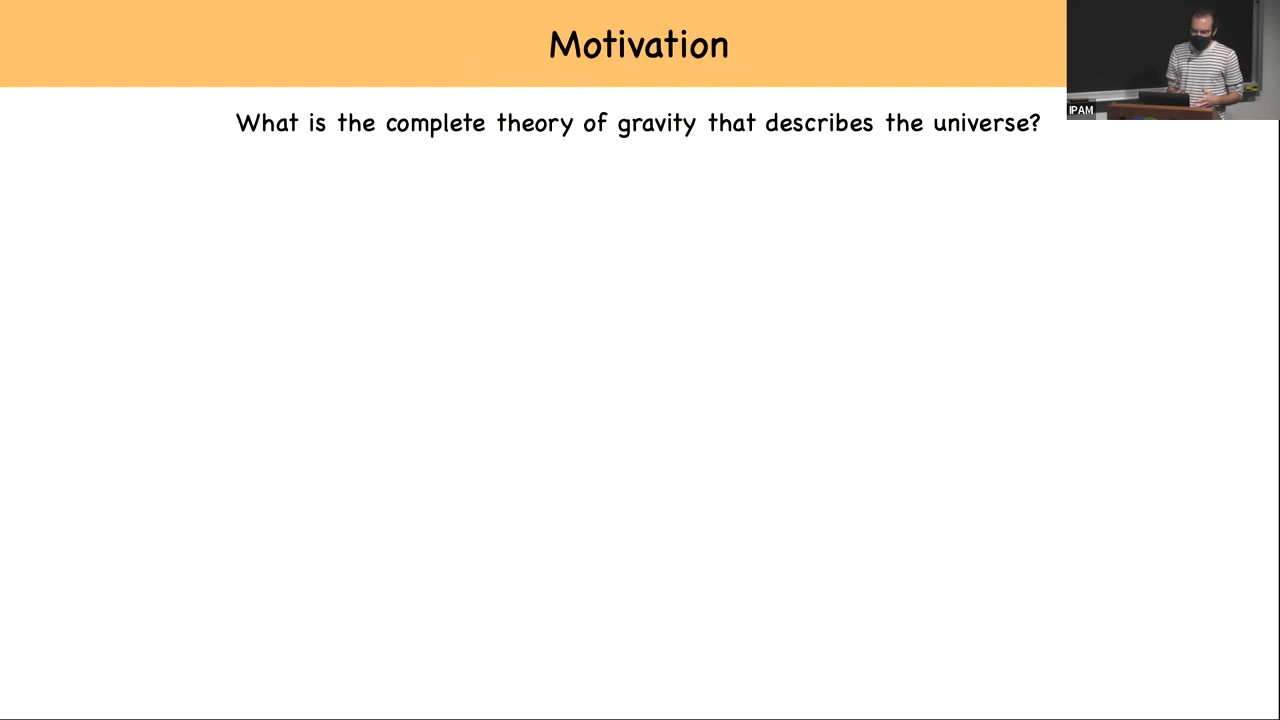 Motivation
What is the complete theory of gravity that describes the universe?
IPAM